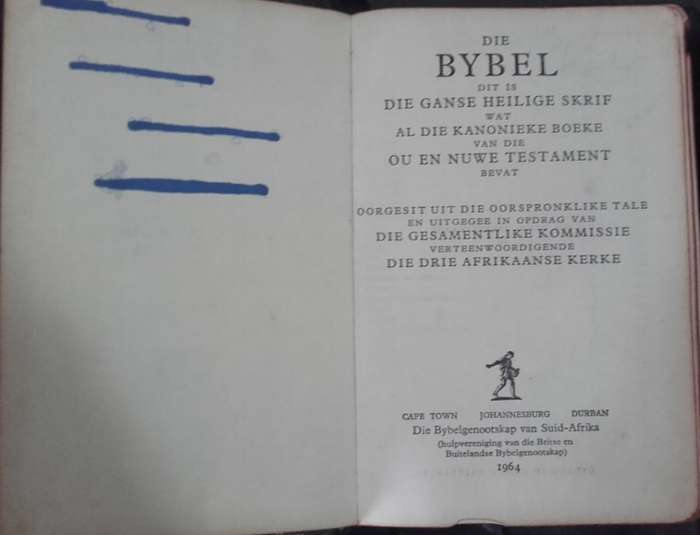 DIE
BYBEL
DIT IS
DIE GANSE HEILIGE SKRIF
WAT
AL DIE KANONIEKE BOEKE
VAN DIE
OU EN NUWE TESTAMENT
BEVAT
OORGESIT UIT DIE OORSPRONKLIKE TALE
EN UITGEGEE IN OPDRAG VAN
DIE GESAMENTLIKE KOMMISSIE
VERTEENWOORDIGENDE
DIE DRIE AFRIKAANSE KERKE
CAPE TOWN JOHANNESBURG DURBAN
Die Bybelgenootskap van Suid-Afrika
(hulpvereniging van die Britse en
Buitelandse Bybelgenootskap)
1964